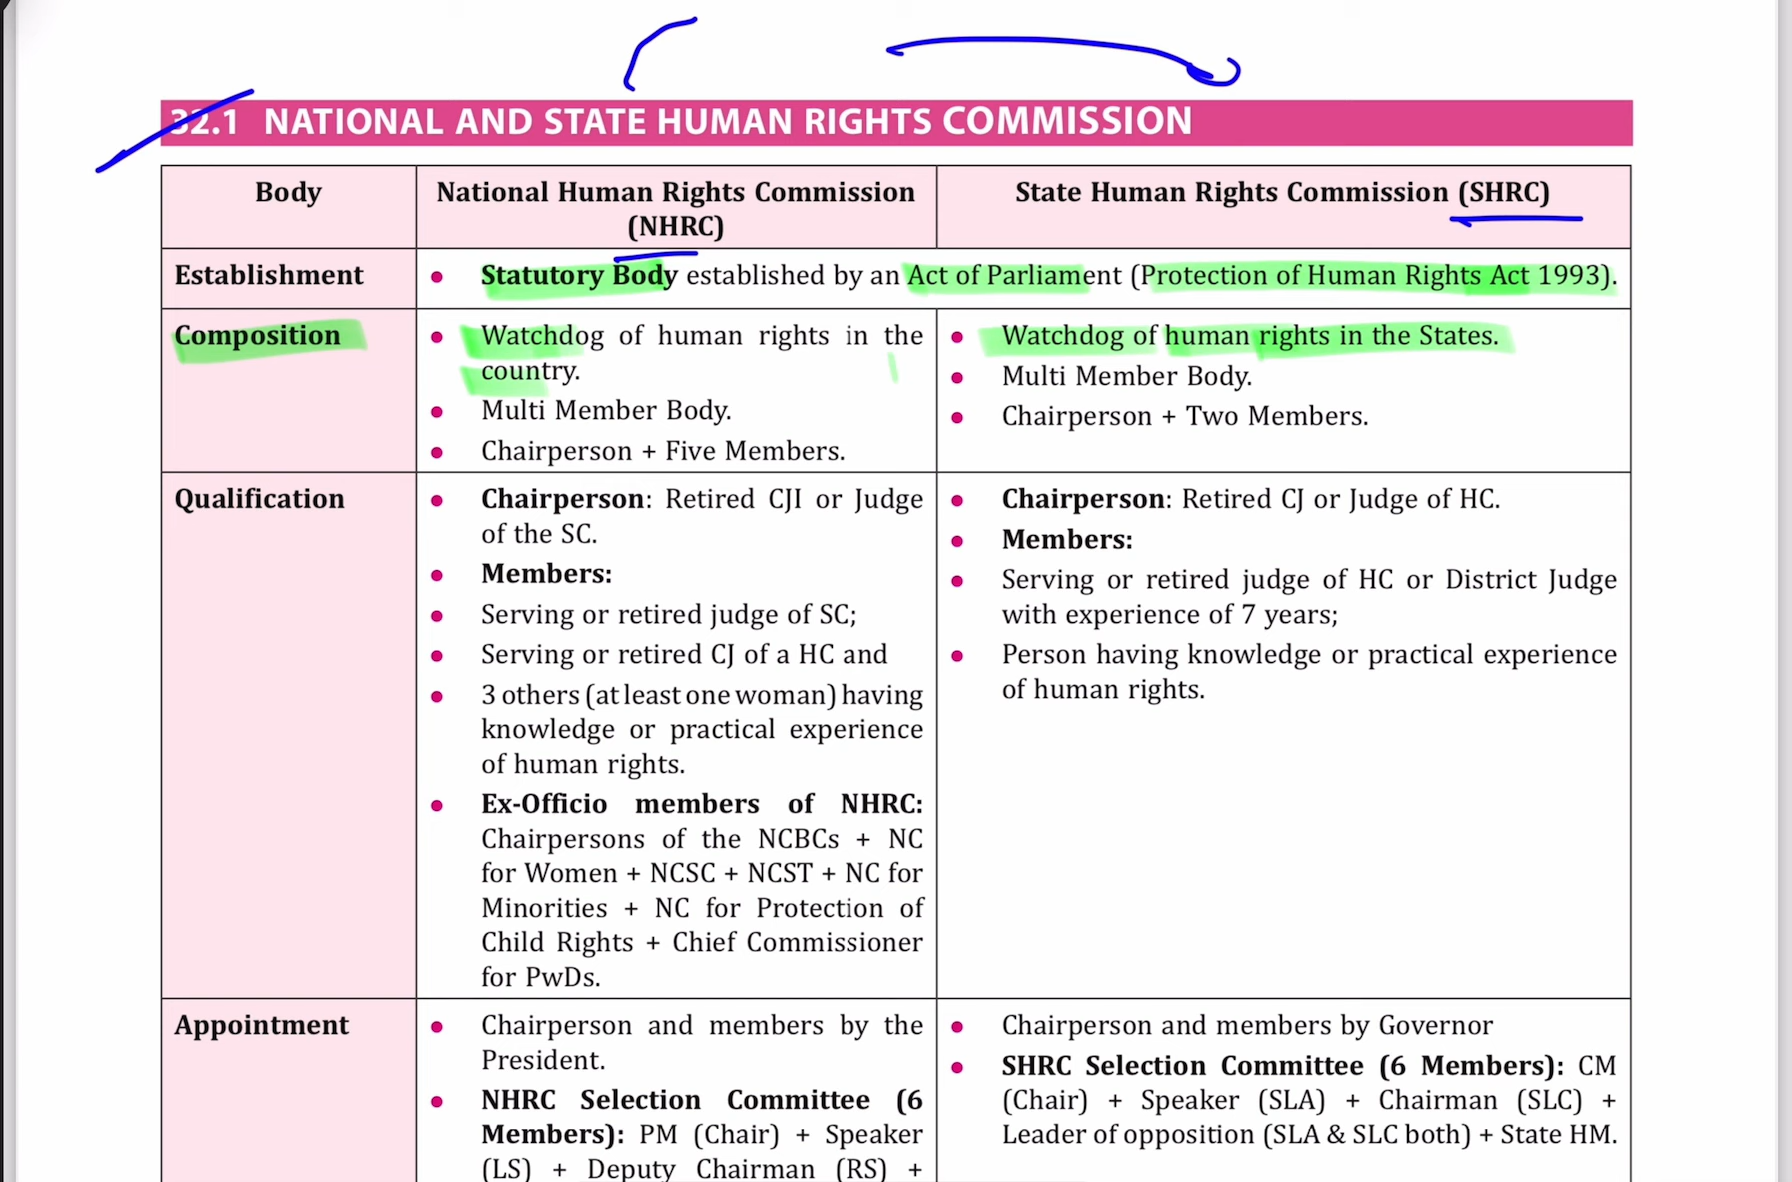 32.1 NATIONAL AND STATE HUMAN RIGHTS COMMISSION
Body
National Human Rights Commission
(NHRC)
State Human Rights Commission (SHRC)
Establishment
• Statutory Body established by an Act of Parliament (Protection of Human Rights Act 1993).
Composition
• Watchdog of human rights in the
country.
• Multi Member Body.
• Chairperson + Five Members.
• Watchdog of human rights in the States.
• Multi Member Body.
• Chairperson + Two Members.
Qualification
• Chairperson: Retired CJI or Judge
of the SC.
• Members:
• Serving or retired judge of SC;
• Serving or retired CJ of a HC and
• 3 others (at least one woman) having
knowledge or practical experience
of human rights.
• Ex-Officio members of NHRC:
Chairpersons of the NCBCs + NC
for Women + NCSC + NCST + NC for
Minorities + NC for Protection of
Child Rights + Chief Commissioner
for PwDs.
• Chairperson: Retired CJ or Judge of HC.
• Members:
• Serving or retired judge of HC or District Judge
with experience of 7 years;
• Person having knowledge or practical experience
of human rights.
Appointment
• Chairperson and members by the
President.
• NHRC Selection Committee (6
Members): PM (Chair) + Speaker
(LS) + Deputy Chairman (RS) +
• Chairperson and members by Governor
• SHRC Selection Committee (6 Members): CM
(Chair) + Speaker (SLA) + Chairman (SLC) +
Leader of opposition (SLA & SLC both) + State HM.